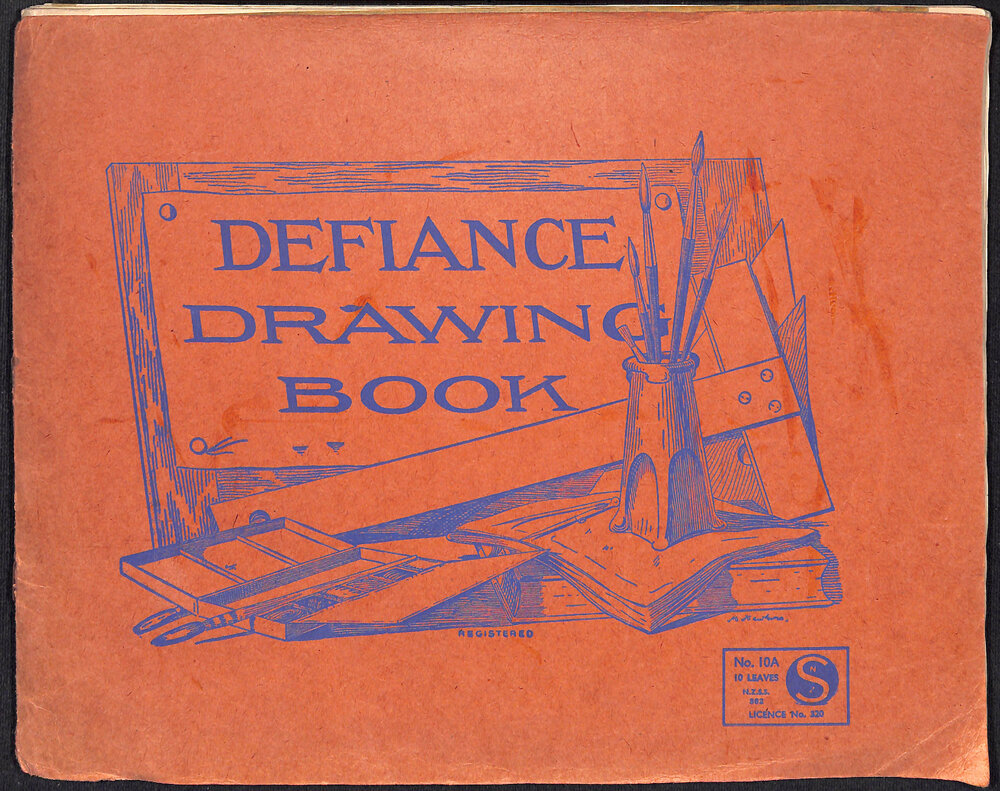 DEFIANCE
DRAWING
BOOK
REGISTERED
No. 10A
10 LEAVES
N.Z.S.S.
862
LICENCE No. 320
S